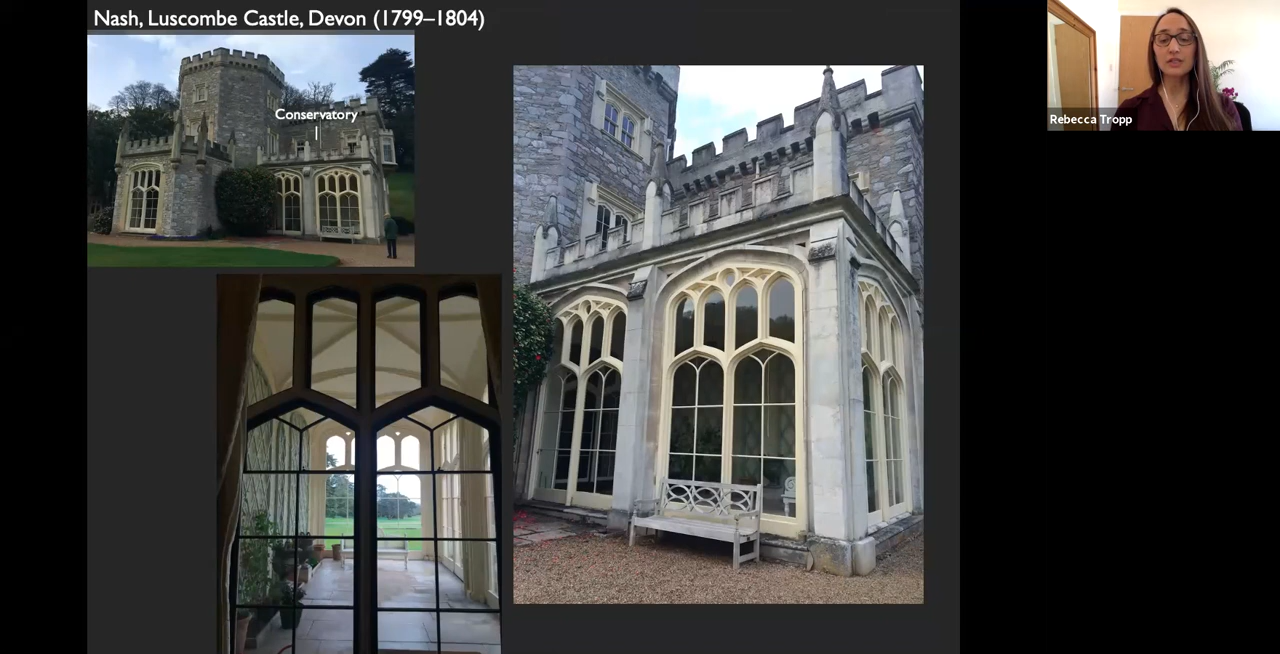 Nash, Luscombe Castle, Devon (1799–1804)
Conservatory
Rebecca Tropp